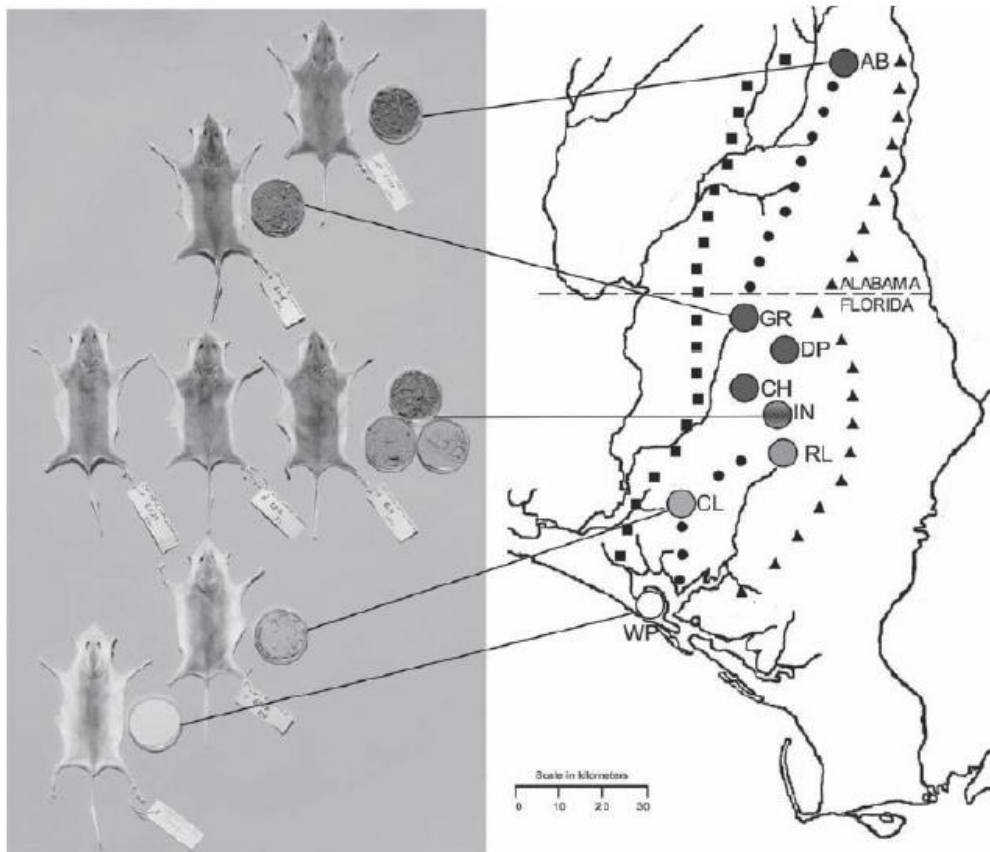 AB
ALABAMA
FLORIDA
GR
DP
CH
IN
RL
CL
WP
Scale in kilometers
0 10 20 30